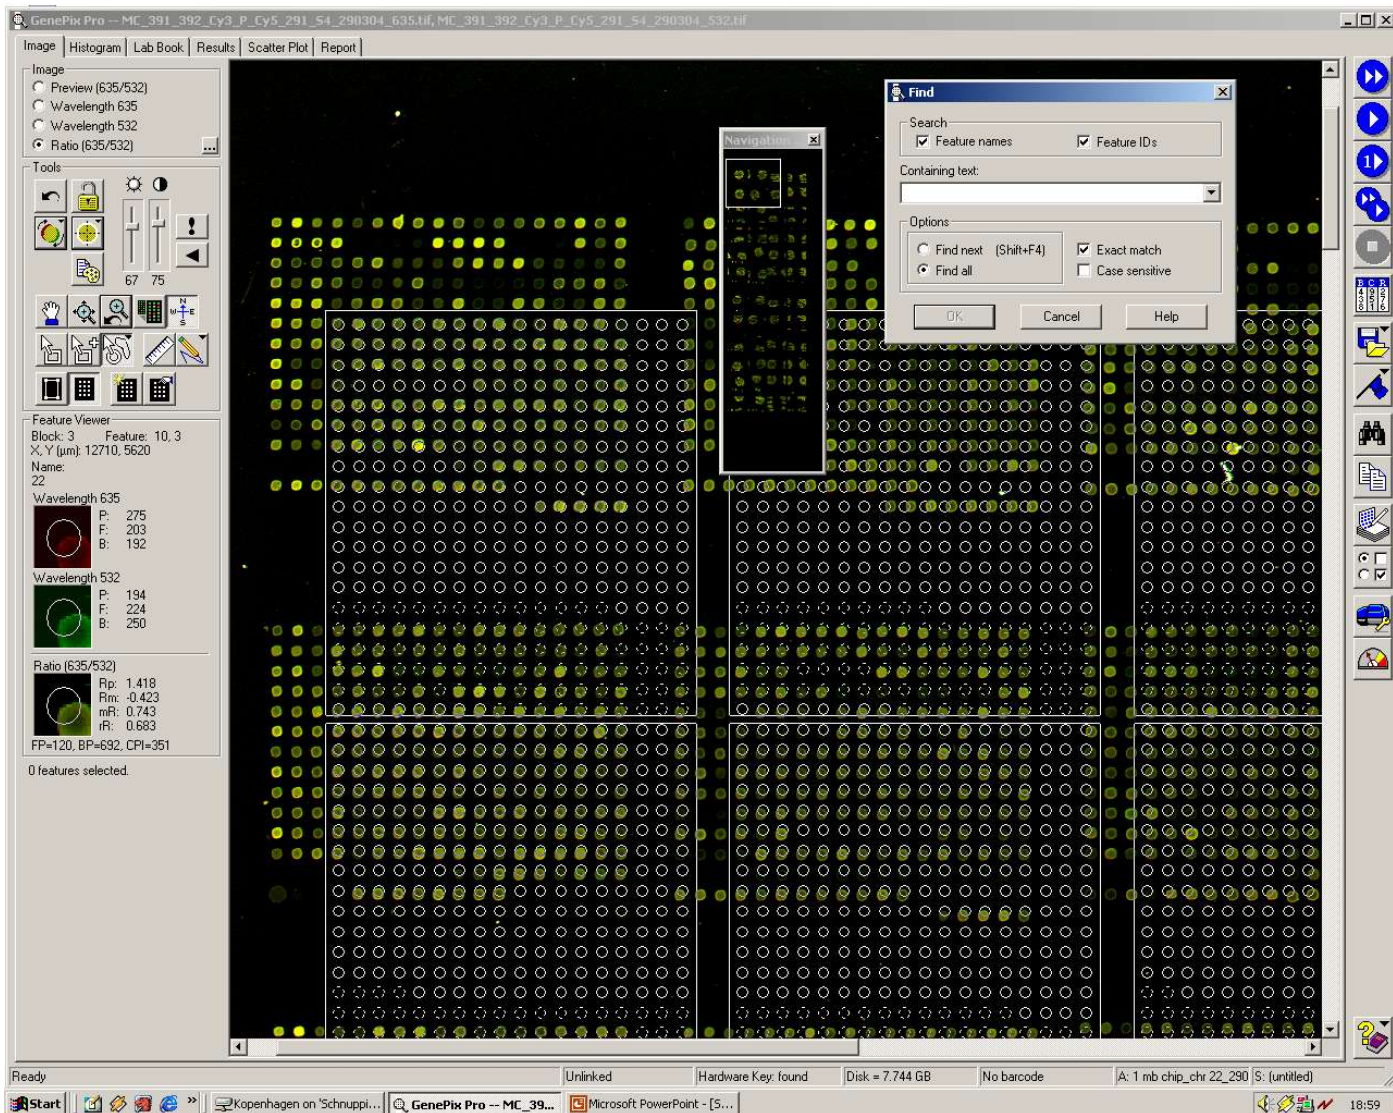 GenePix Pro -- MC_391_392_Cy3_P_Cy5_291_54_290304_635.tif, MC_391_392_Cy3_P_Cy5_291_54_290304_532.tif
Image Histogram Lab Book Results Scatter Plot Report
Image
Preview (635/532)
Wavelength 635
Wavelength 532
Ratio (635/532) ...
Tools
67 75
Feature Viewer
Block: 3 Feature: 10, 3
X, Y (µm): 12710, 5620
Name:
22
Wavelength 635
P: 275
F: 203
B: 192
Wavelength 532
P: 194
F: 224
B: 250
Ratio (635/532)
Rp: 1.418
Rm: -0.423
mR: 0.743
rR: 0.683
FP=120, BP=692, CPI=351
0 features selected.
Navigation
Find
Search
Feature names Feature IDs
Containing text:
Options
Find next (Shift+F4) Exact match
Find all Case sensitive
OK Cancel Help
Ready Unlinked Hardware Key: found Disk = 7.744 GB No barcode A: 1 mb chip_chr 22_290 S: (untitled)
Start » Kopenhagen on 'Schnuppi... GenePix Pro -- MC_39... Microsoft PowerPoint - [S... 18:59